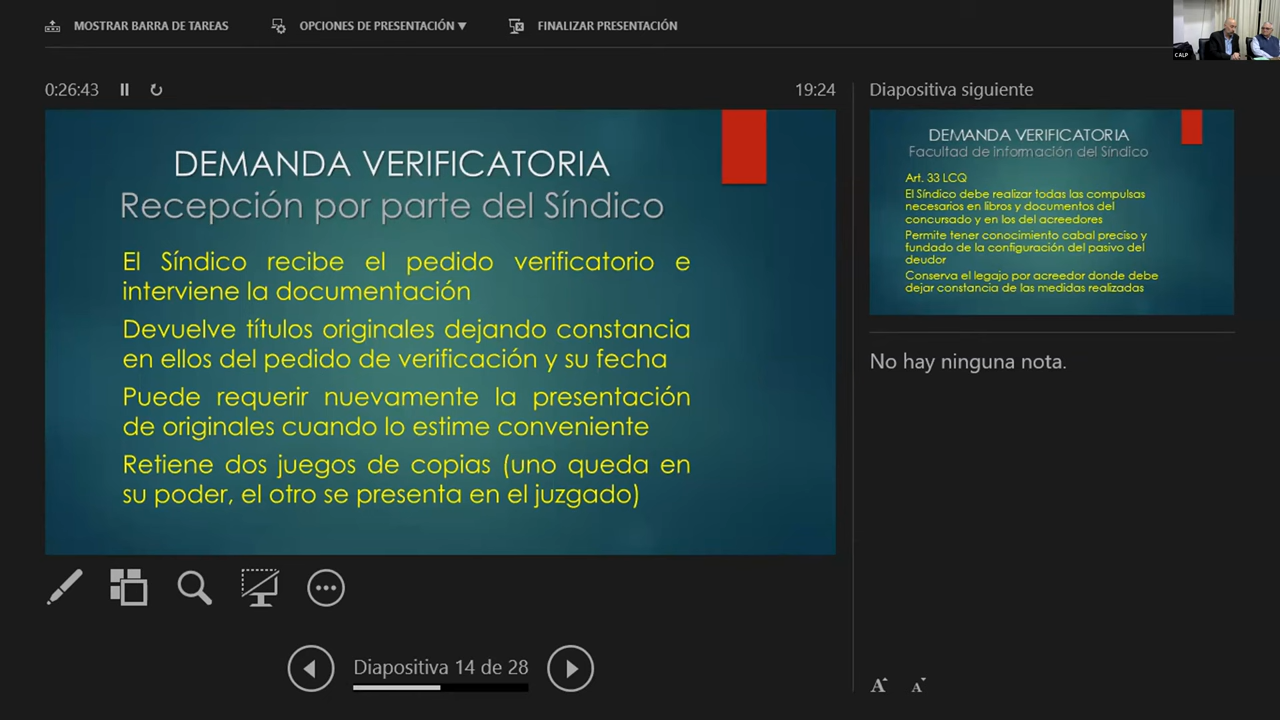 MOSTRAR BARRA DE TAREAS
OPCIONES DE PRESENTACIÓN ▼
FINALIZAR PRESENTACIÓN
CALP
0:26:43
19:24
DEMANDA VERIFICATORIA
Recepción por parte del Síndico
El Síndico recibe el pedido verificatorio e
interviene la documentación
Devuelve títulos originales dejando constancia
en ellos del pedido de verificación y su fecha
Puede requerir nuevamente la presentación
de originales cuando lo estime conveniente
Retiene dos juegos de copias (uno queda en
su poder, el otro se presenta en el juzgado)
Diapositiva 14 de 28
Diapositiva siguiente
DEMANDA VERIFICATORIA
Facultad de Información del Síndico
Art. 33 LCQ
El Síndico debe realizar todas las compulsas
necesarios en libros y documentos del
concursado y en los del acreedores
Permite tener conocimiento cabal preciso y
fundado de la configuración del pasivo del
deudor
Conserva el legajo por acreedor donde debe
dejar constancia de las medidas realizadas
No hay ninguna nota.
A A